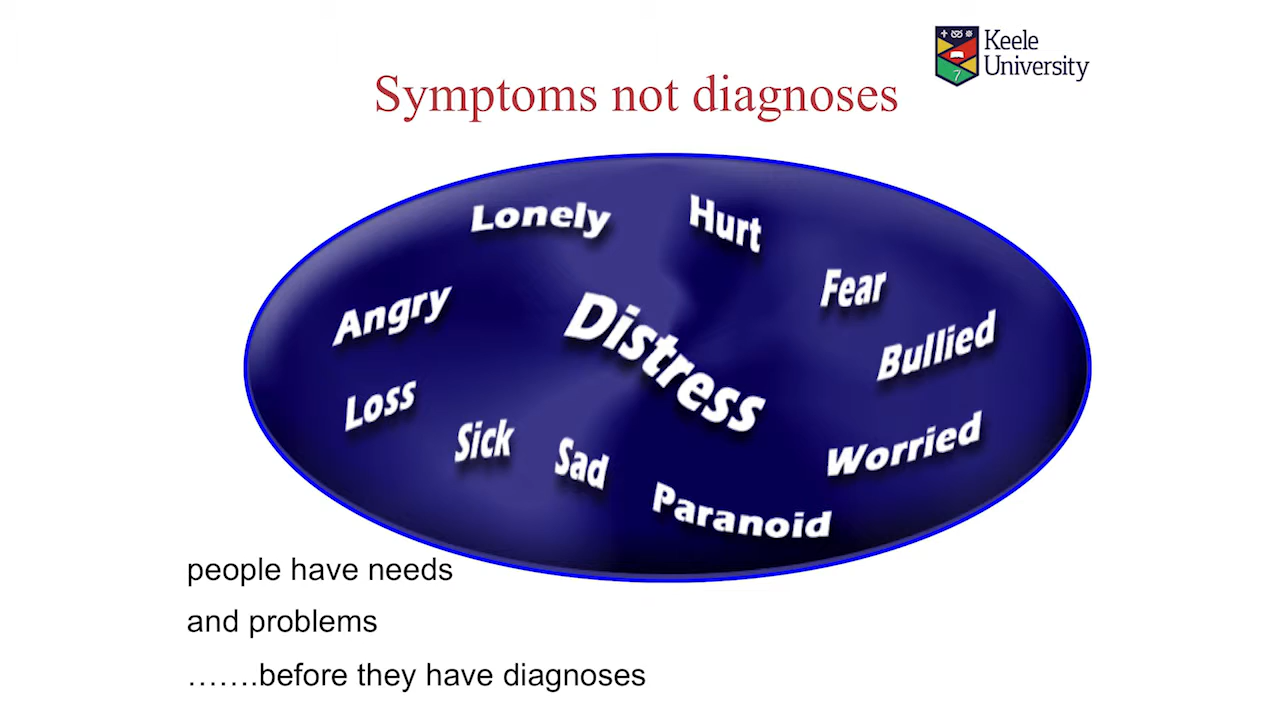 Keele
University
Symptoms not diagnoses
Lonely
Hurt
Fear
Angry
Distress
Bullied
Loss
Sick
Sad
Worried
Paranoid
people have needs
and problems
…….before they have diagnoses